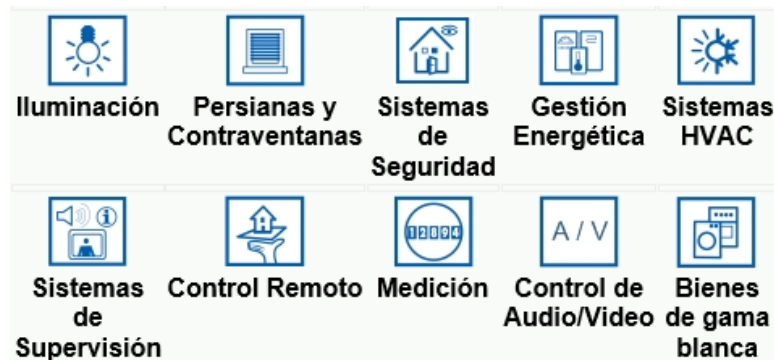 Iluminación
Persianas y
Contraventanas
Sistemas
de
Seguridad
Gestión
Energética
Sistemas
HVAC
12094
A / V
Sistemas
de
Supervisión
Control Remoto
Medición
Control de
Audio/Video
Bienes
de gama
blanca